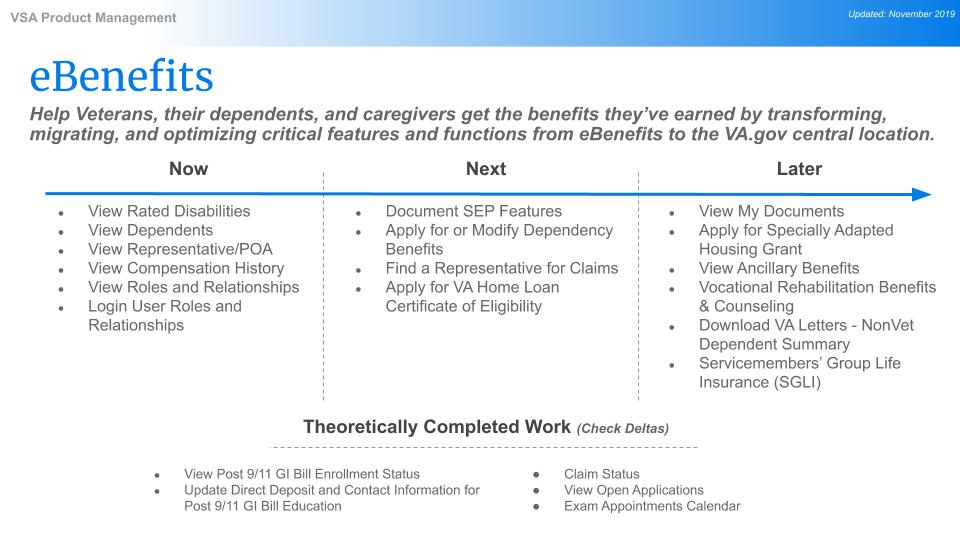 VSA Product Management
Updated: November 2019
eBenefits
Help Veterans, their dependents, and caregivers get the benefits they’ve earned by transforming,
migrating, and optimizing critical features and functions from eBenefits to the VA.gov central location.
Now
● View Rated Disabilities
● View Dependents
● View Representative/POA
● View Compensation History
● View Roles and Relationships
● Login User Roles and
Relationships
Next
● Document SEP Features
● Apply for or Modify Dependency
Benefits
● Find a Representative for Claims
● Apply for VA Home Loan
Certificate of Eligibility
Later
● View My Documents
● Apply for Specially Adapted
Housing Grant
● View Ancillary Benefits
● Vocational Rehabilitation Benefits
& Counseling
● Download VA Letters - NonVet
Dependent Summary
● Servicemembers’ Group Life
Insurance (SGLI)
Theoretically Completed Work (Check Deltas)
● View Post 9/11 GI Bill Enrollment Status
● Update Direct Deposit and Contact Information for
Post 9/11 GI Bill Education
● Claim Status
● View Open Applications
● Exam Appointments Calendar